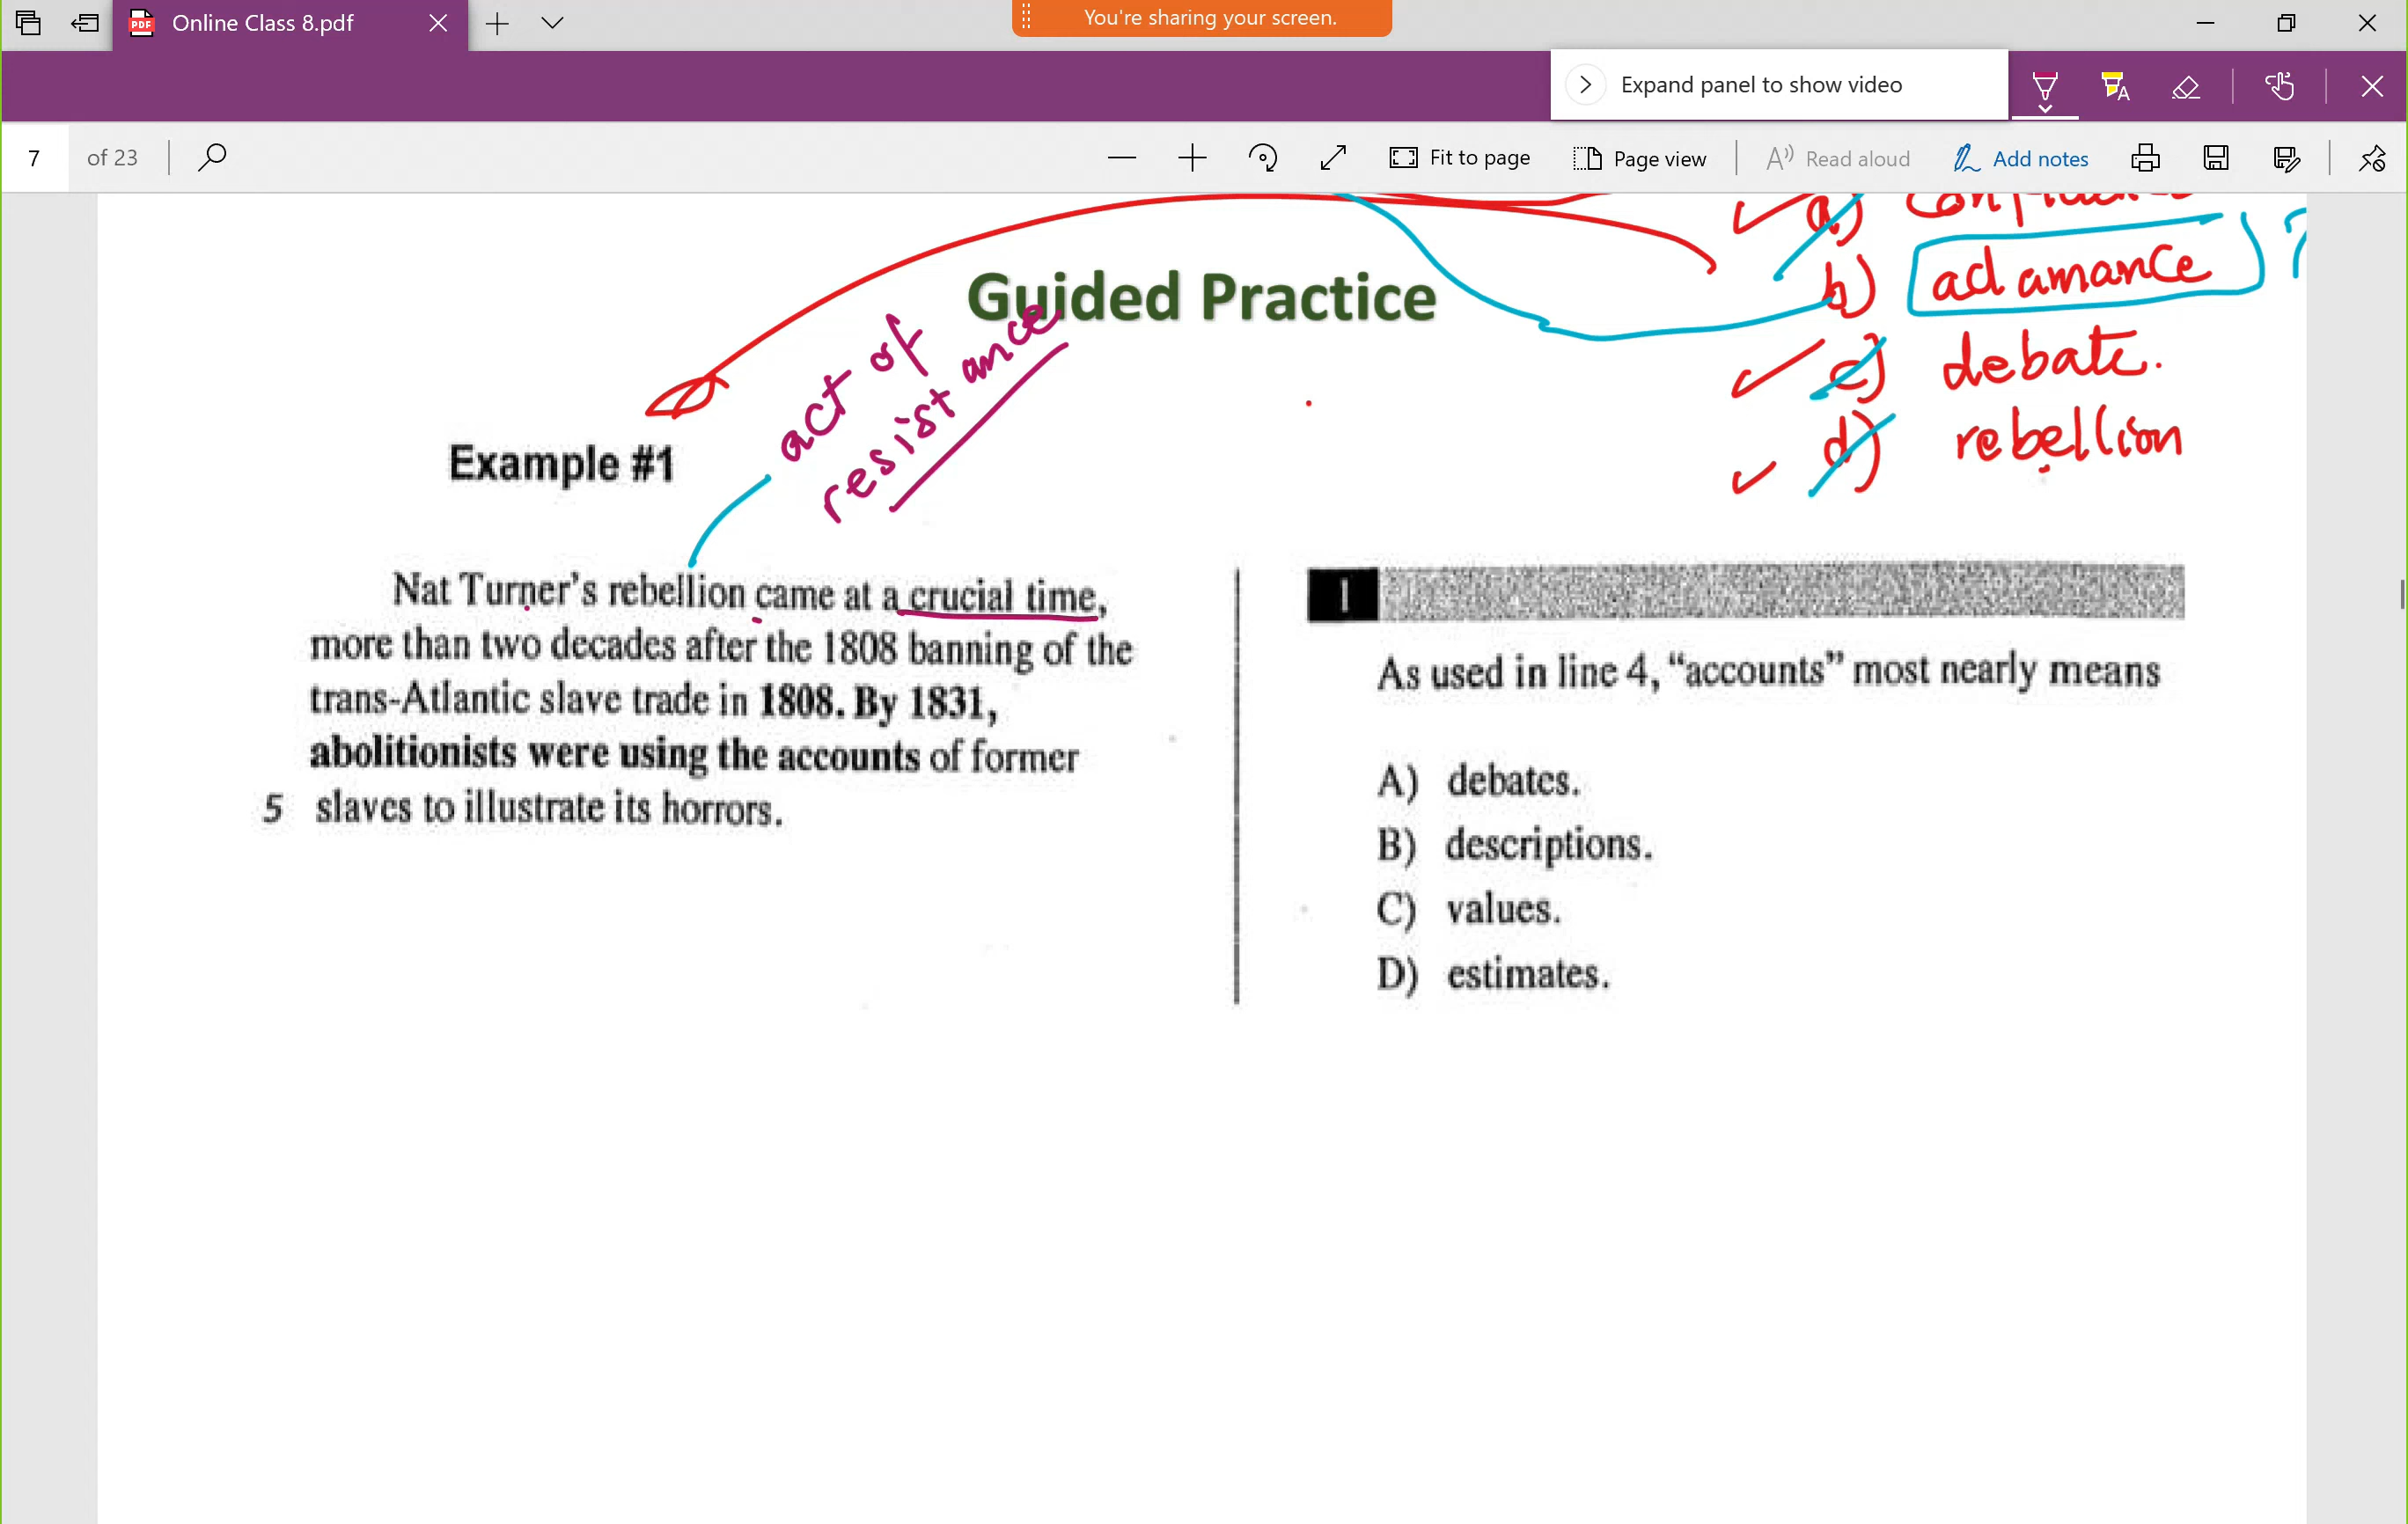 Online Class 8.pdf
You're sharing your screen.
Expand panel to show video
7 of 23
Fit to page
Page view
Read aloud
Add notes
a)
b) adamance ?
c) debate.
d) rebellion
Guided Practice
act of
resistance
Example #1
Nat Turner's rebellion came at a crucial time,
more than two decades after the 1808 banning of the
trans-Atlantic slave trade in 1808. By 1831,
abolitionists were using the accounts of former
5 slaves to illustrate its horrors.
1
As used in line 4, “accounts” most nearly means
A) debates.
B) descriptions.
C) values.
D) estimates.